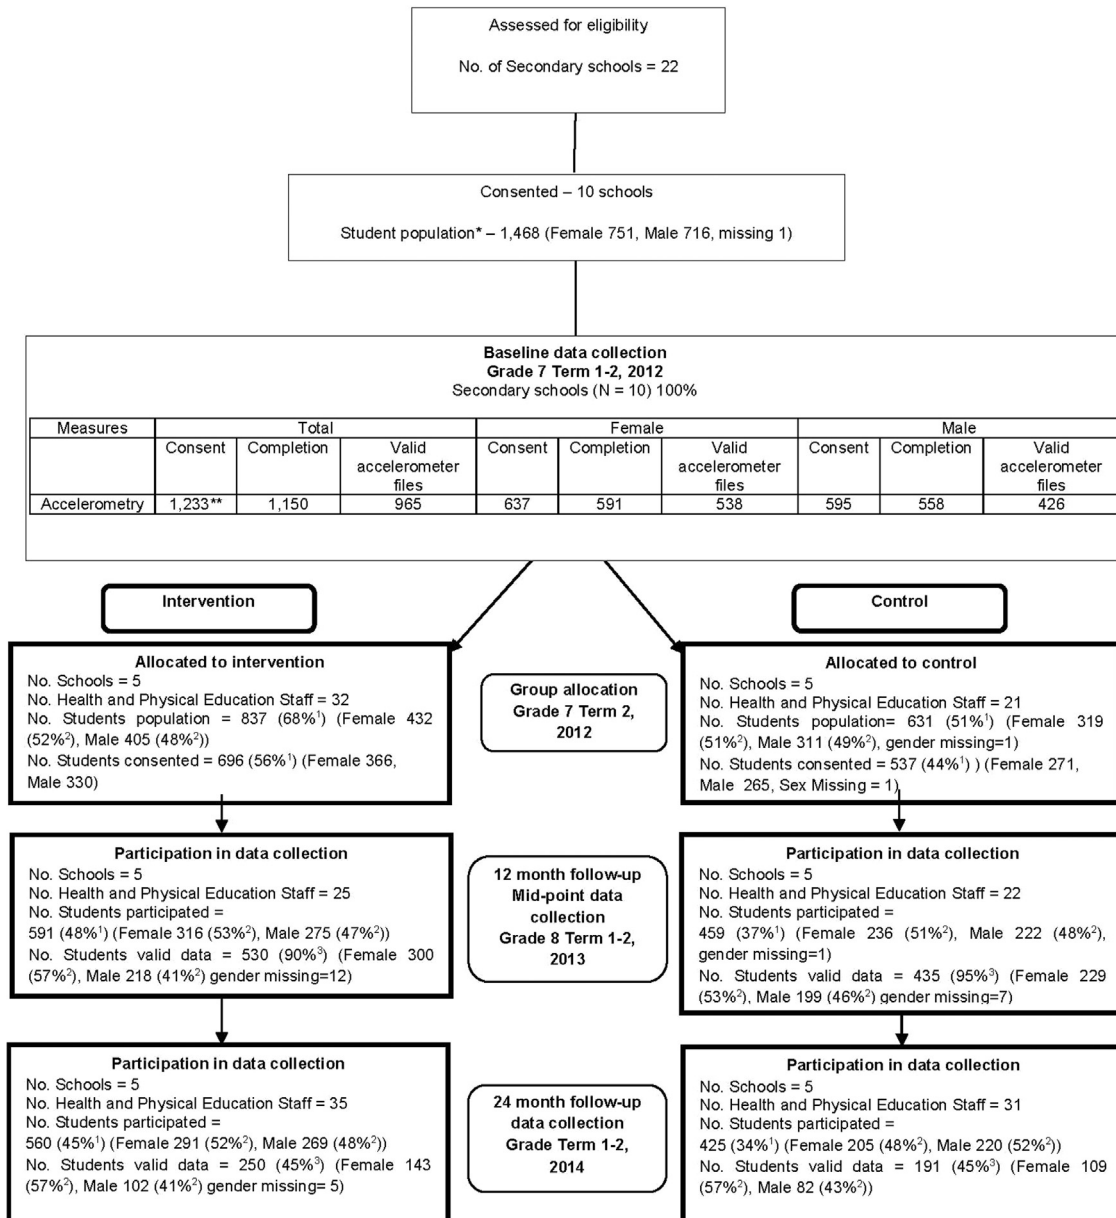 Assessed for eligibility
No. of Secondary schools = 22
Consented – 10 schools
Student population* – 1,468 (Female 751, Male 716, missing 1)
Baseline data collection
Grade 7 Term 1-2, 2012
Secondary schools (N = 10) 100%
Measures Total Female Male
Consent Completion Valid accelerometer files Consent Completion Valid accelerometer files Consent Completion Valid accelerometer files
Accelerometry 1,233** 1,150 965 637 591 538 595 558 426
Intervention
Control
Allocated to intervention
No. Schools = 5
No. Health and Physical Education Staff = 32
No. Students population = 837 (68%¹) (Female 432
(52%²), Male 405 (48%²))
No. Students consented = 696 (56%¹) (Female 366,
Male 330)
Group allocation
Grade 7 Term 2,
2012
Allocated to control
No. Schools = 5
No. Health and Physical Education Staff = 21
No. Students population= 631 (51%¹) (Female 319
(51%²), Male 311 (49%²), gender missing=1)
No. Students consented = 537 (44%¹) ) (Female 271,
Male 265, Sex Missing = 1)
Participation in data collection
No. Schools = 5
No. Health and Physical Education Staff = 25
No. Students participated =
591 (48%¹) (Female 316 (53%²), Male 275 (47%²))
No. Students valid data = 530 (90%³) (Female 300
(57%²), Male 218 (41%²) gender missing=12)
12 month follow-up
Mid-point data
collection
Grade 8 Term 1-2,
2013
Participation in data collection
No. Schools = 5
No. Health and Physical Education Staff = 22
No. Students participated =
459 (37%¹) (Female 236 (51%²), Male 222 (48%²),
gender missing=1)
No. Students valid data = 435 (95%³) (Female 229
(53%²), Male 199 (46%²) gender missing=7)
Participation in data collection
No. Schools = 5
No. Health and Physical Education Staff = 35
No. Students participated =
560 (45%¹) (Female 291 (52%²), Male 269 (48%²))
No. Students valid data = 250 (45%³) (Female 143
(57%²), Male 102 (41%²) gender missing= 5)
24 month follow-up
data collection
Grade Term 1-2,
2014
Participation in data collection
No. Schools = 5
No. Health and Physical Education Staff = 31
No. Students participated =
425 (34%¹) (Female 205 (48%²), Male 220 (52%²))
No. Students valid data = 191 (45%³) (Female 109
(57%²), Male 82 (43%²))